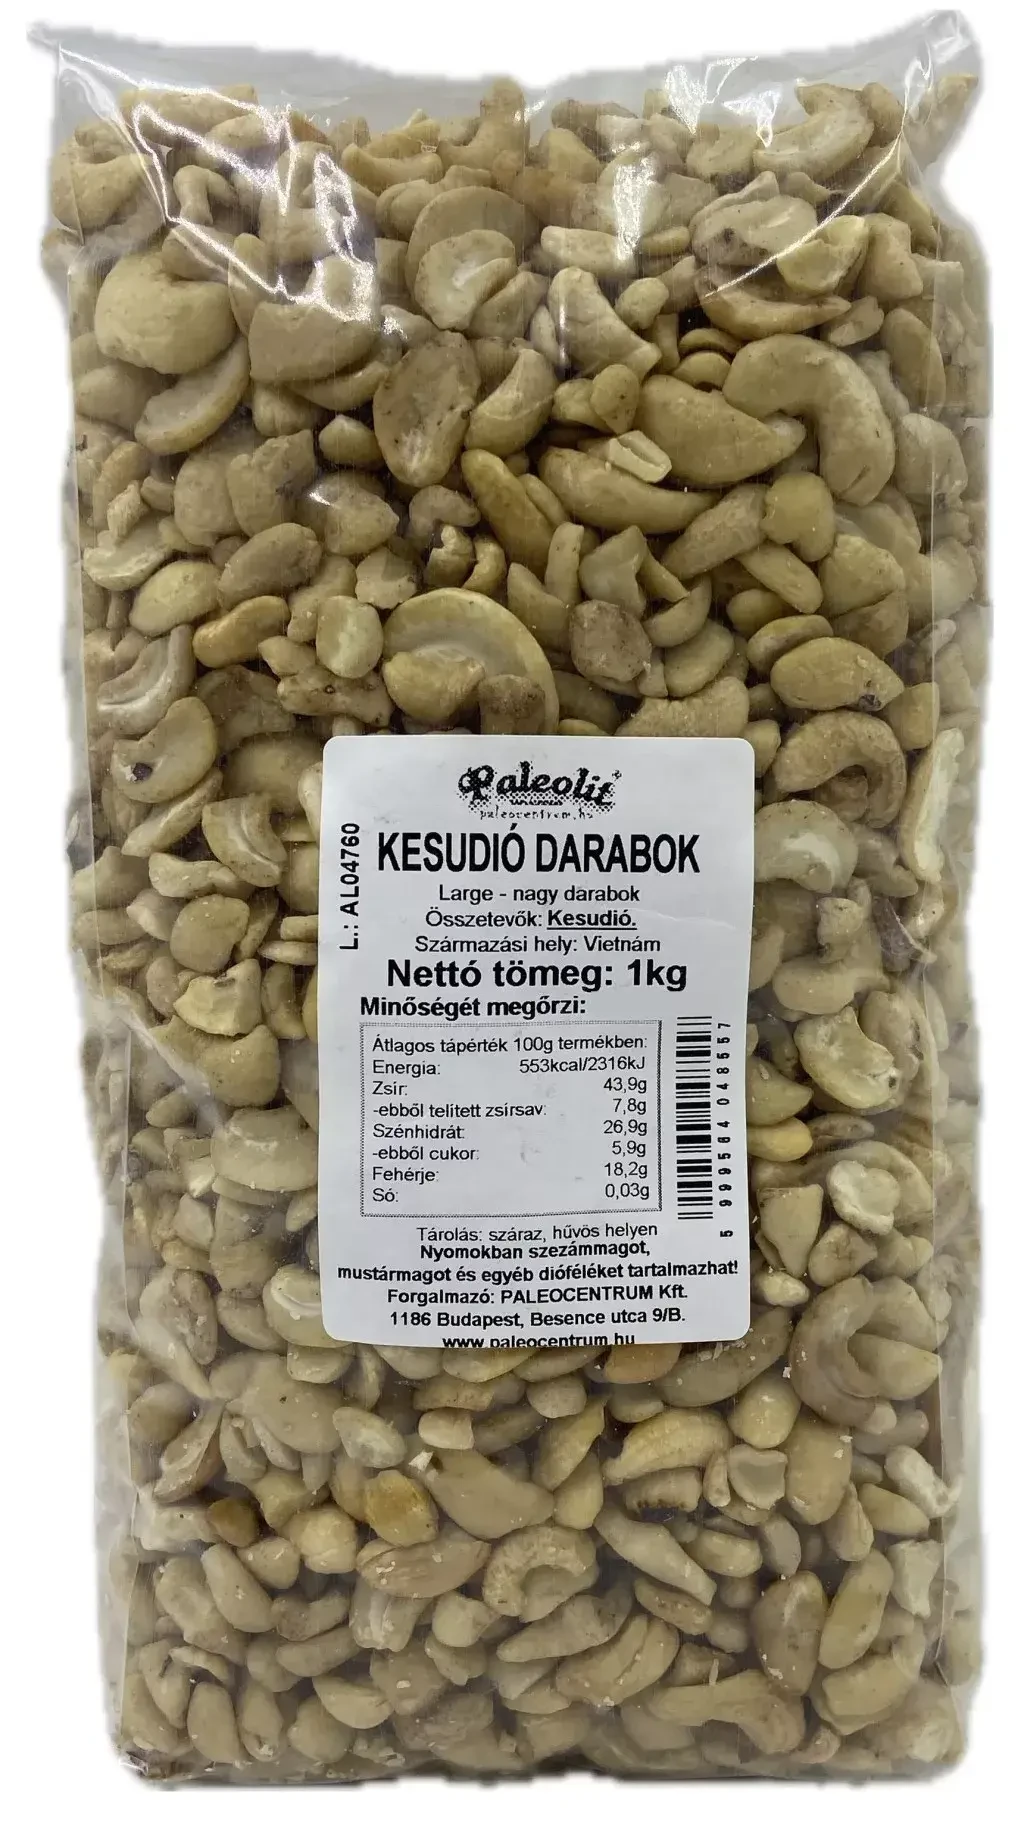 Paleolit
paleocentrum.hu
KESUDIÓ DARABOK
Large - nagy darabok
Összetevők: Kesudió.
Származási hely: Vietnám
Nettó tömeg: 1kg
Minőségét megőrzi:
L.: AL04760
Átlagos tápérték 100g termékben:
Energia: 553kcal/2316kJ
Zsír: 43,9g
-ebből telített zsírsav: 7,8g
Szénhidrát: 26,9g
-ebből cukor: 5,9g
Fehérje: 18,2g
Só: 0,03g
5 999564 048657
Tárolás: száraz, hűvös helyen
Nyomokban szezámmagot,
mustármagot és egyéb dióféléket tartalmazhat!
Forgalmazó: PALEOCENTRUM Kft.
1186 Budapest, Besence utca 9/B.
www.paleocentrum.hu